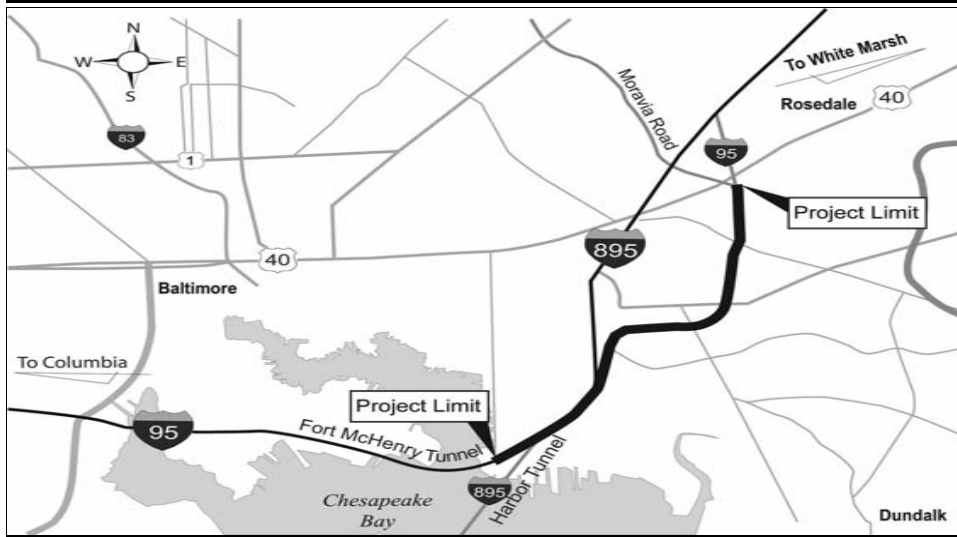 N
W E
S
83
1
To White Marsh
Rosedale
40
Moravia Road
95
Project Limit
895
40
Baltimore
To Columbia
Project Limit
95
Fort McHenry Tunnel
895
Harbor Tunnel
Chesapeake
Bay
Dundalk